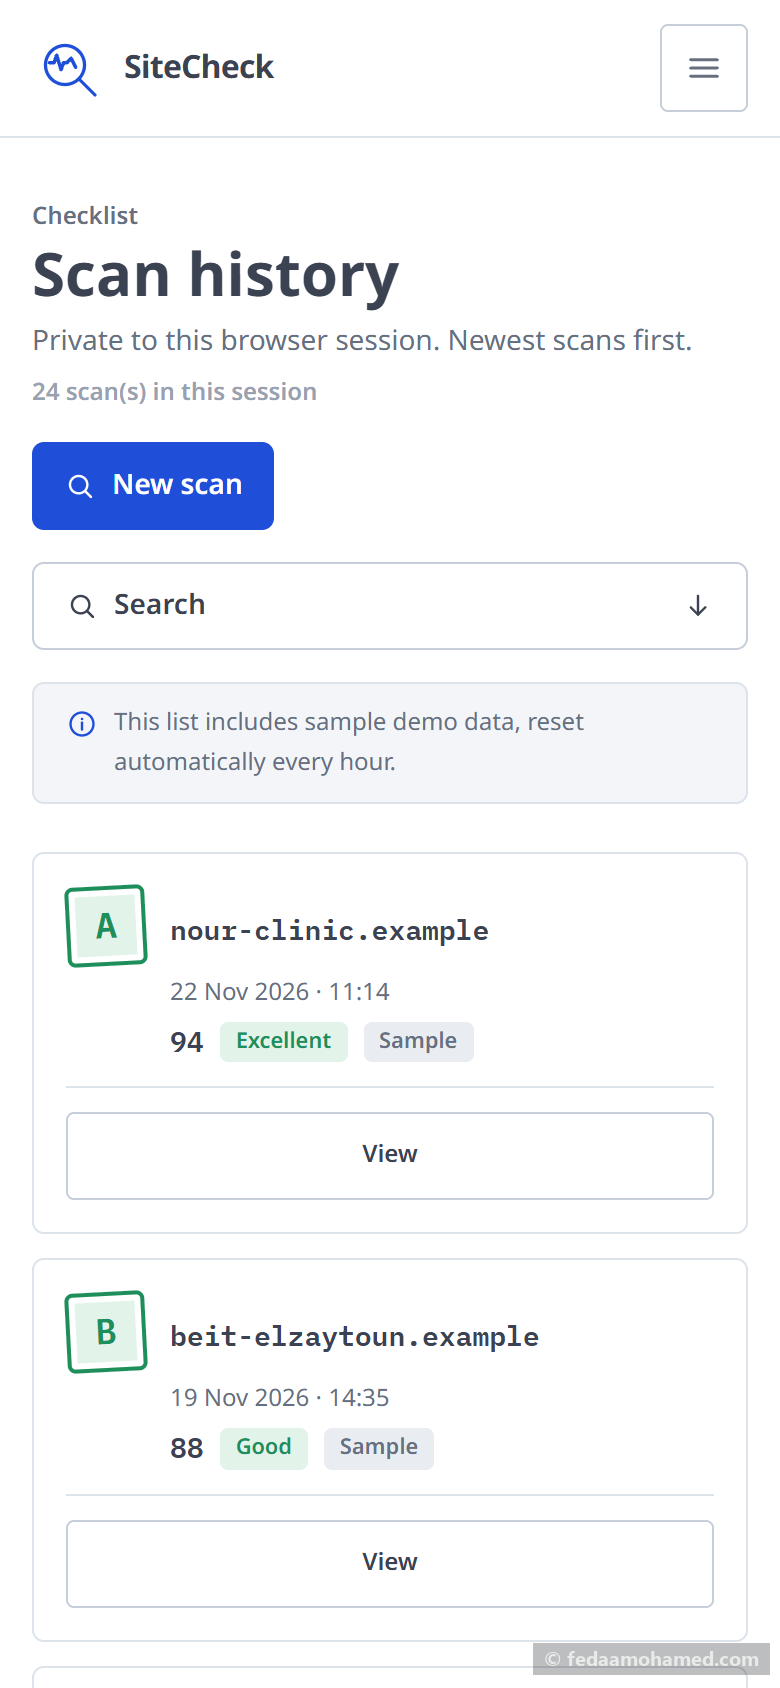 SiteCheck
Checklist
Scan history
Private to this browser session. Newest scans first.
24 scan(s) in this session
New scan
Search
This list includes sample demo data, reset
automatically every hour.
A
nour-clinic.example
22 Nov 2026 · 11:14
94 Excellent Sample
View
B
beit-elzaytoun.example
19 Nov 2026 · 14:35
88 Good Sample
View
© fedaamohamed.com